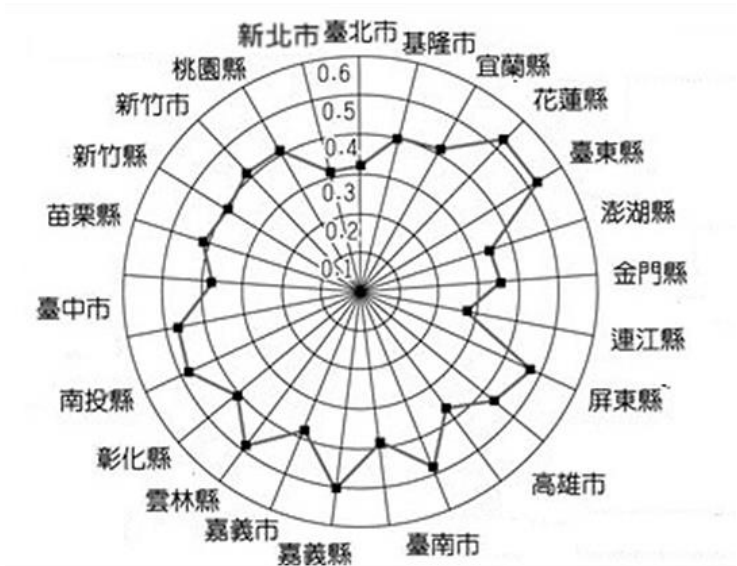 新北市
臺北市
基隆市
宜蘭縣
花蓮縣
臺東縣
澎湖縣
金門縣
連江縣
屏東縣
高雄市
臺南市
嘉義縣
嘉義市
雲林縣
彰化縣
南投縣
臺中市
苗栗縣
新竹縣
新竹市
桃園縣
0.6
0.5
0.4
0.3
0.2
0.1